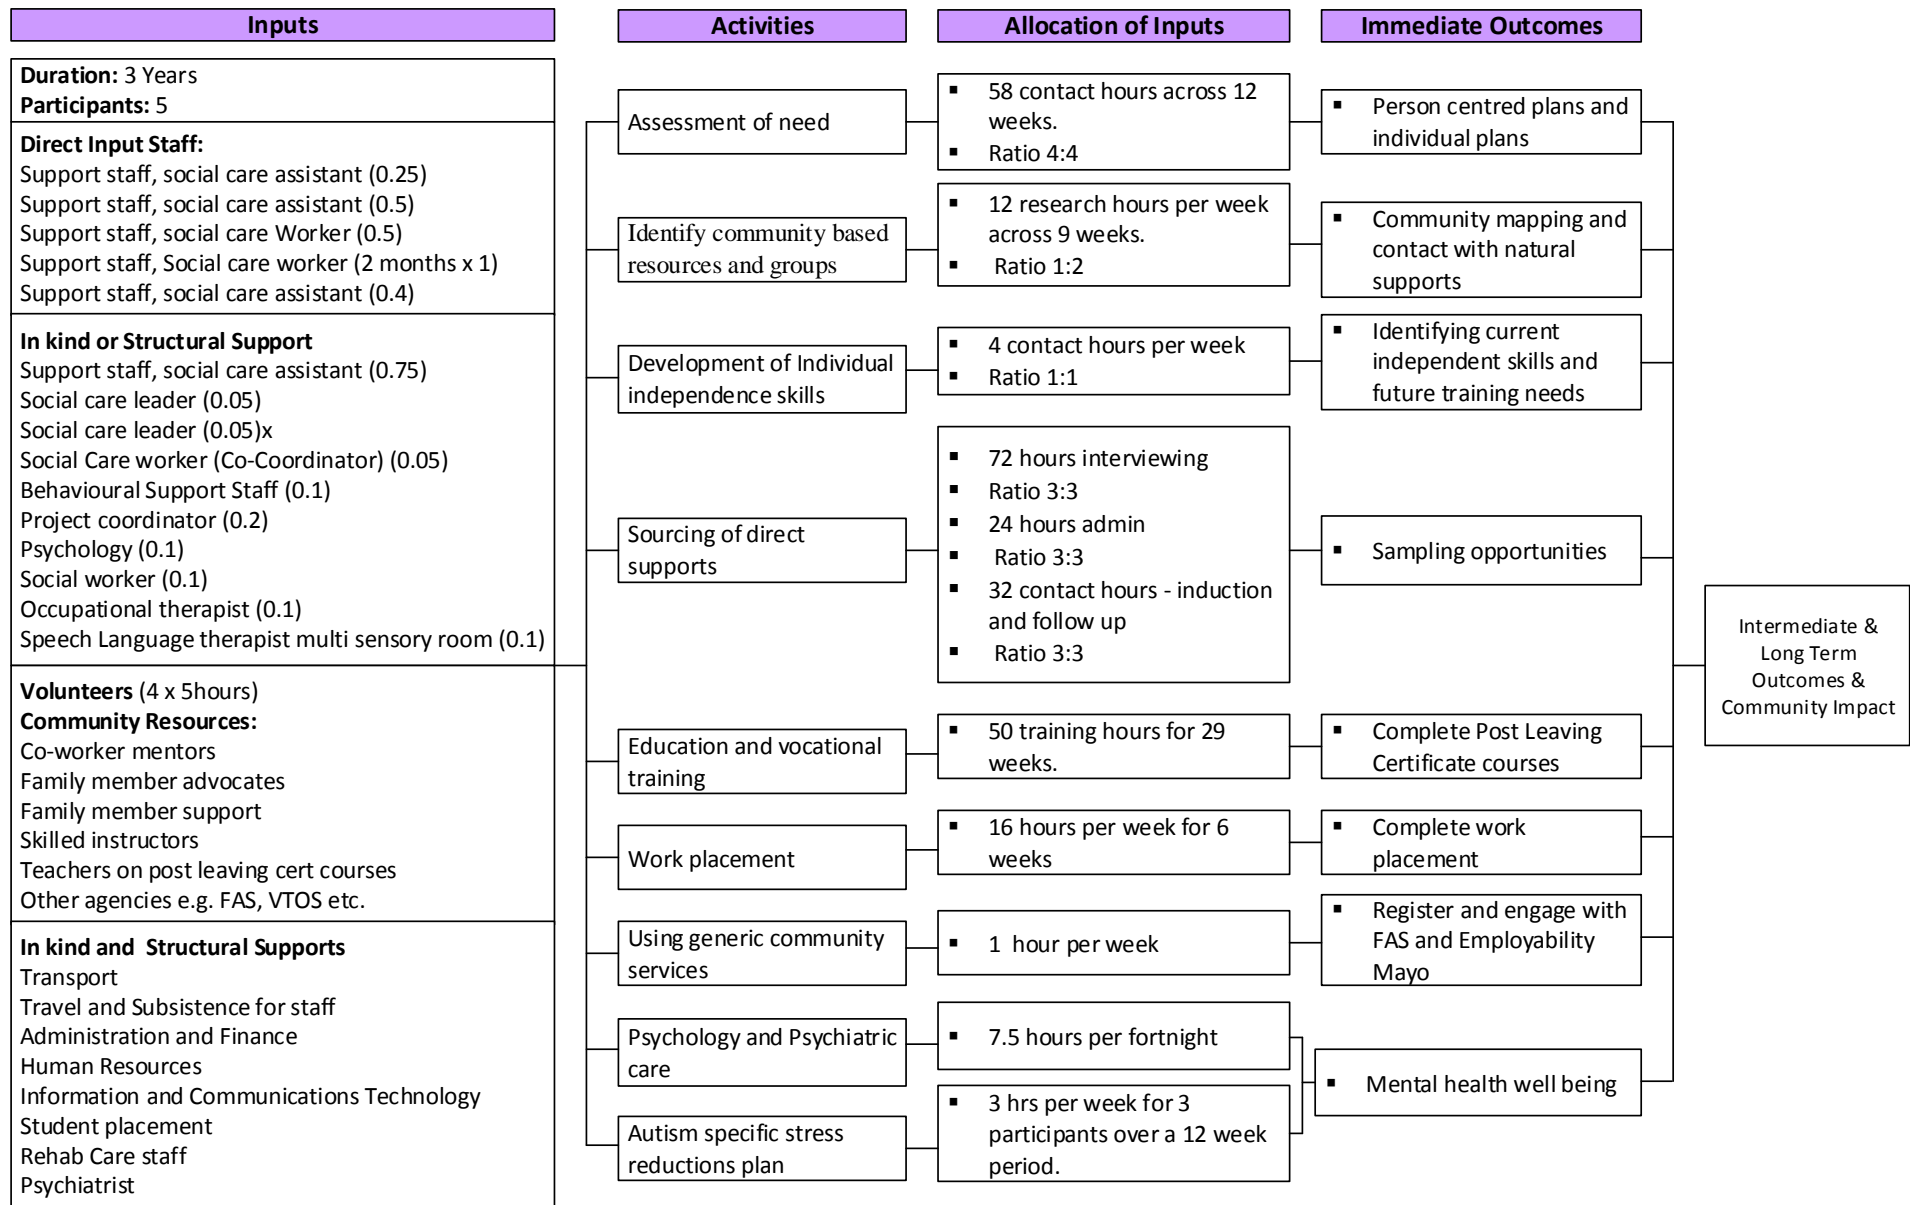 Inputs
Activities
Allocation of Inputs
Immediate Outcomes
Duration: 3 Years
Participants: 5
Direct Input Staff:
Support staff, social care assistant (0.25)
Support staff, social care assistant (0.5)
Support staff, social care Worker (0.5)
Support staff, Social care worker (2 months x 1)
Support staff, social care assistant (0.4)
In kind or Structural Support
Support staff, social care assistant (0.75)
Social care leader (0.05)
Social care leader (0.05)x
Social Care worker (Co-Coordinator) (0.05)
Behavioural Support Staff (0.1)
Project coordinator (0.2)
Psychology (0.1)
Social worker (0.1)
Occupational therapist (0.1)
Speech Language therapist multi sensory room (0.1)
Volunteers (4 x 5hours)
Community Resources:
Co-worker mentors
Family member advocates
Family member support
Skilled instructors
Teachers on post leaving cert courses
Other agencies e.g. FAS, VTOS etc.
In kind and Structural Supports
Transport
Travel and Subsistence for staff
Administration and Finance
Human Resources
Information and Communications Technology
Student placement
Rehab Care staff
Psychiatrist
Assessment of need
▪ 58 contact hours across 12
weeks.
▪ Ratio 4:4
▪ Person centred plans and
individual plans
Identify community based
resources and groups
▪ 12 research hours per week
across 9 weeks.
▪ Ratio 1:2
▪ Community mapping and
contact with natural
supports
Development of Individual
independence skills
▪ 4 contact hours per week
▪ Ratio 1:1
▪ Identifying current
independent skills and
future training needs
Sourcing of direct
supports
▪ 72 hours interviewing
▪ Ratio 3:3
▪ 24 hours admin
▪ Ratio 3:3
▪ 32 contact hours - induction
and follow up
▪ Ratio 3:3
▪ Sampling opportunities
Education and vocational
training
▪ 50 training hours for 29
weeks.
▪ Complete Post Leaving
Certificate courses
Work placement
▪ 16 hours per week for 6
weeks
▪ Complete work
placement
Using generic community
services
▪ 1 hour per week
▪ Register and engage with
FAS and Employability
Mayo
Psychology and Psychiatric
care
▪ 7.5 hours per fortnight
Autism specific stress
reductions plan
▪ 3 hrs per week for 3
participants over a 12 week
period.
▪ Mental health well being
Intermediate &
Long Term
Outcomes &
Community Impact